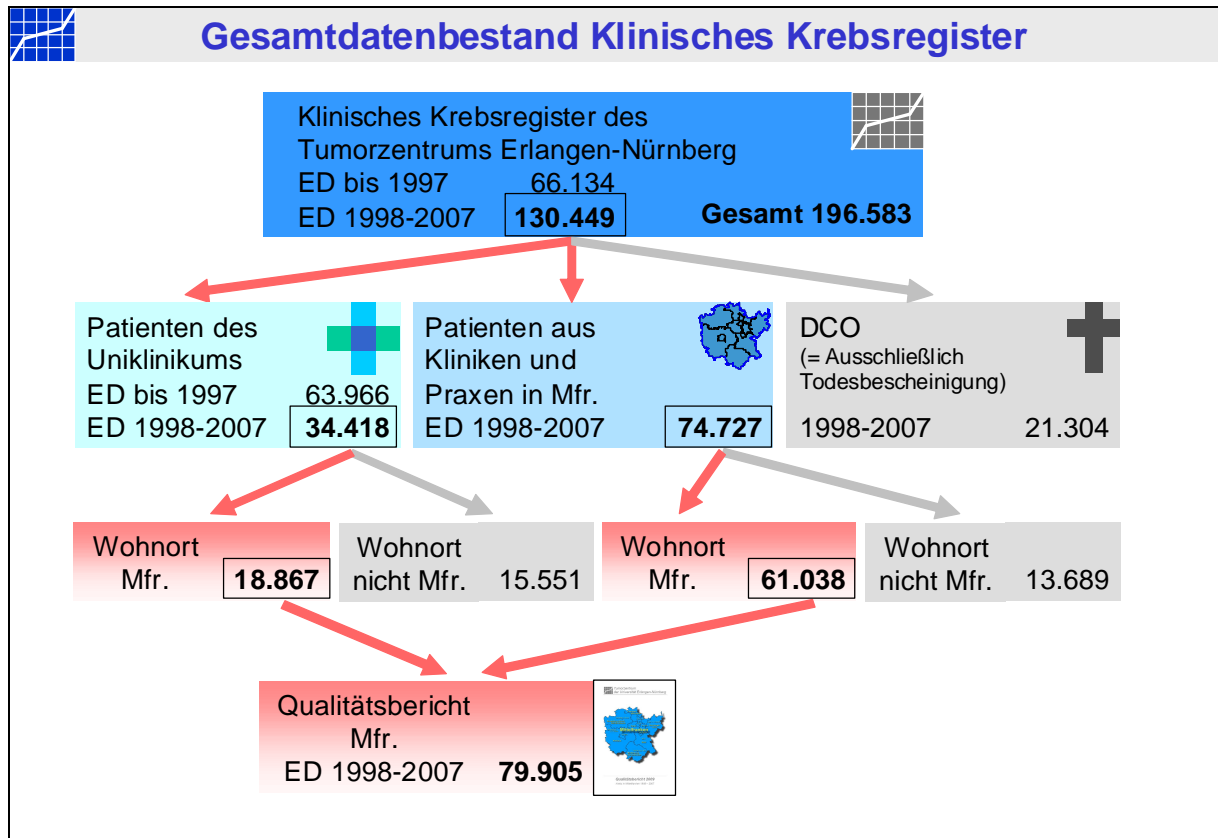 Gesamtdatenbestand Klinisches Krebsregister
Klinisches Krebsregister des
Tumorzentrums Erlangen-Nürnberg
ED bis 1997 66.134
ED 1998-2007 130.449 Gesamt 196.583
Patienten des
Uniklinikums
ED bis 1997 63.966
ED 1998-2007 34.418
Patienten aus
Kliniken und
Praxen in Mfr.
ED 1998-2007 74.727
DCO
(= Ausschließlich
Todesbescheinigung)
1998-2007 21.304
Wohnort
Mfr. 18.867
Wohnort
nicht Mfr. 15.551
Wohnort
Mfr. 61.038
Wohnort
nicht Mfr. 13.689
Qualitätsbericht
Mfr.
ED 1998-2007 79.905
Mittelfranken